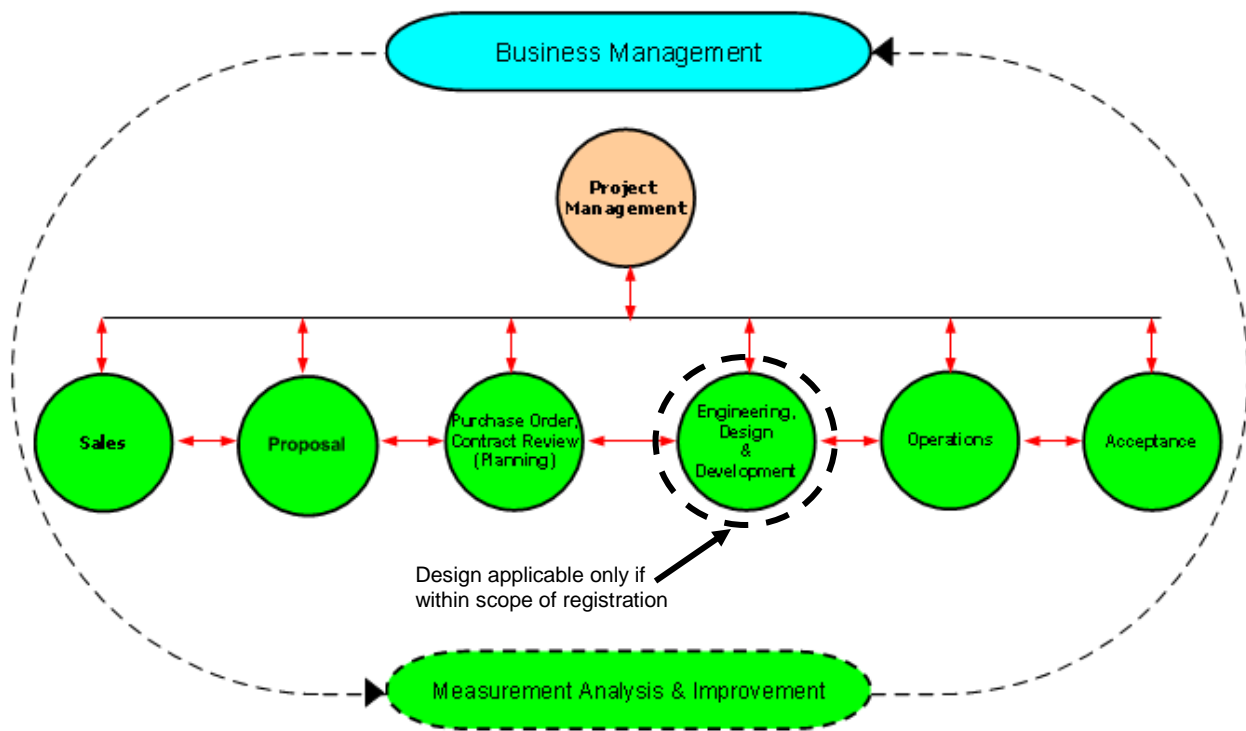 Business Management
Project
Management
Sales
Proposal
Purchase Order,
Contract Review
(Planning)
Engineering,
Design
&
Development
Operations
Acceptance
Design applicable only if
within scope of registration
Measurement Analysis & Improvement